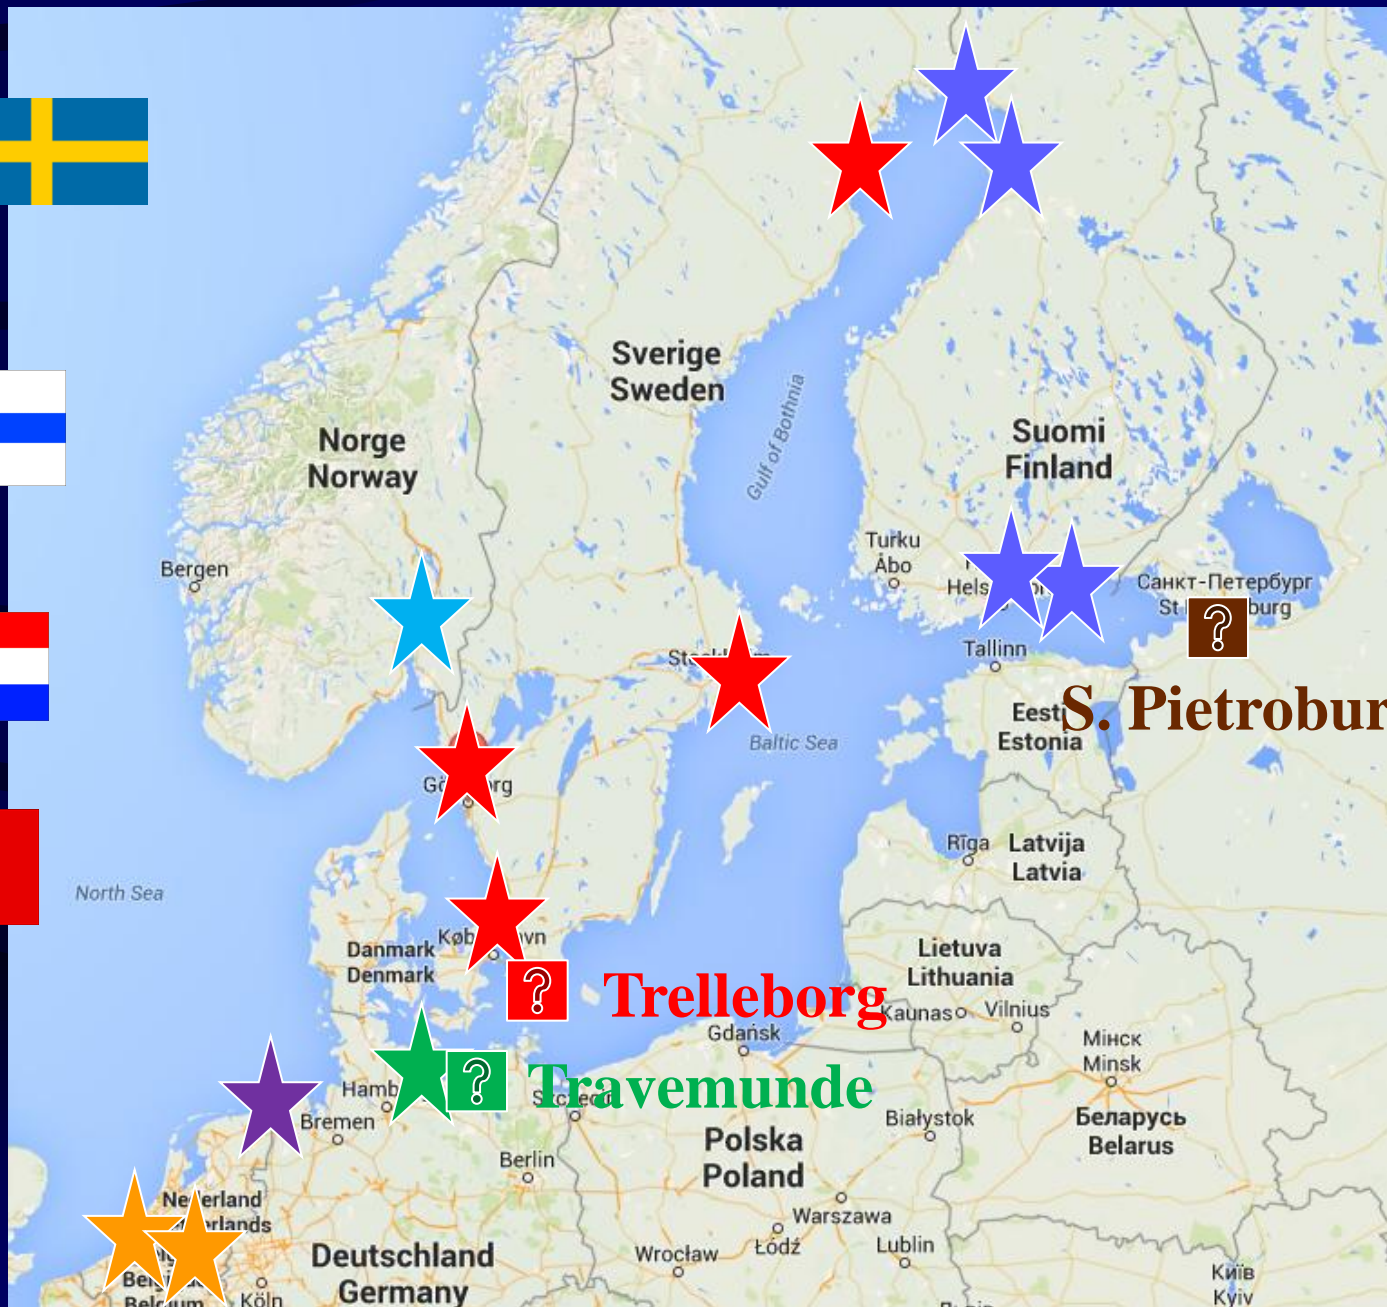 Sverige
Sweden
Norge
Norway
Gulf of Bothnia
Suomi
Finland
Turku
Åbo
Bergen
Санкт-Петербург
St
burg
Tallinn
S. Pietrobur
Eesti
Estonia
Baltic Sea
Rīga
Latvija
Latvia
North Sea
Danmark
Denmark
Lietuva
Lithuania
?
?
Trelleborg
Kaunas
Vilnius
Gdańsk
Мінск
Minsk
?
Travemunde
Bremen
Białystok
Беларусь
Belarus
Polska
Poland
Berlin
Warszawa
Łódź
Lublin
Wrocław
Deutschland
Germany
Köln
Київ
Kyiv